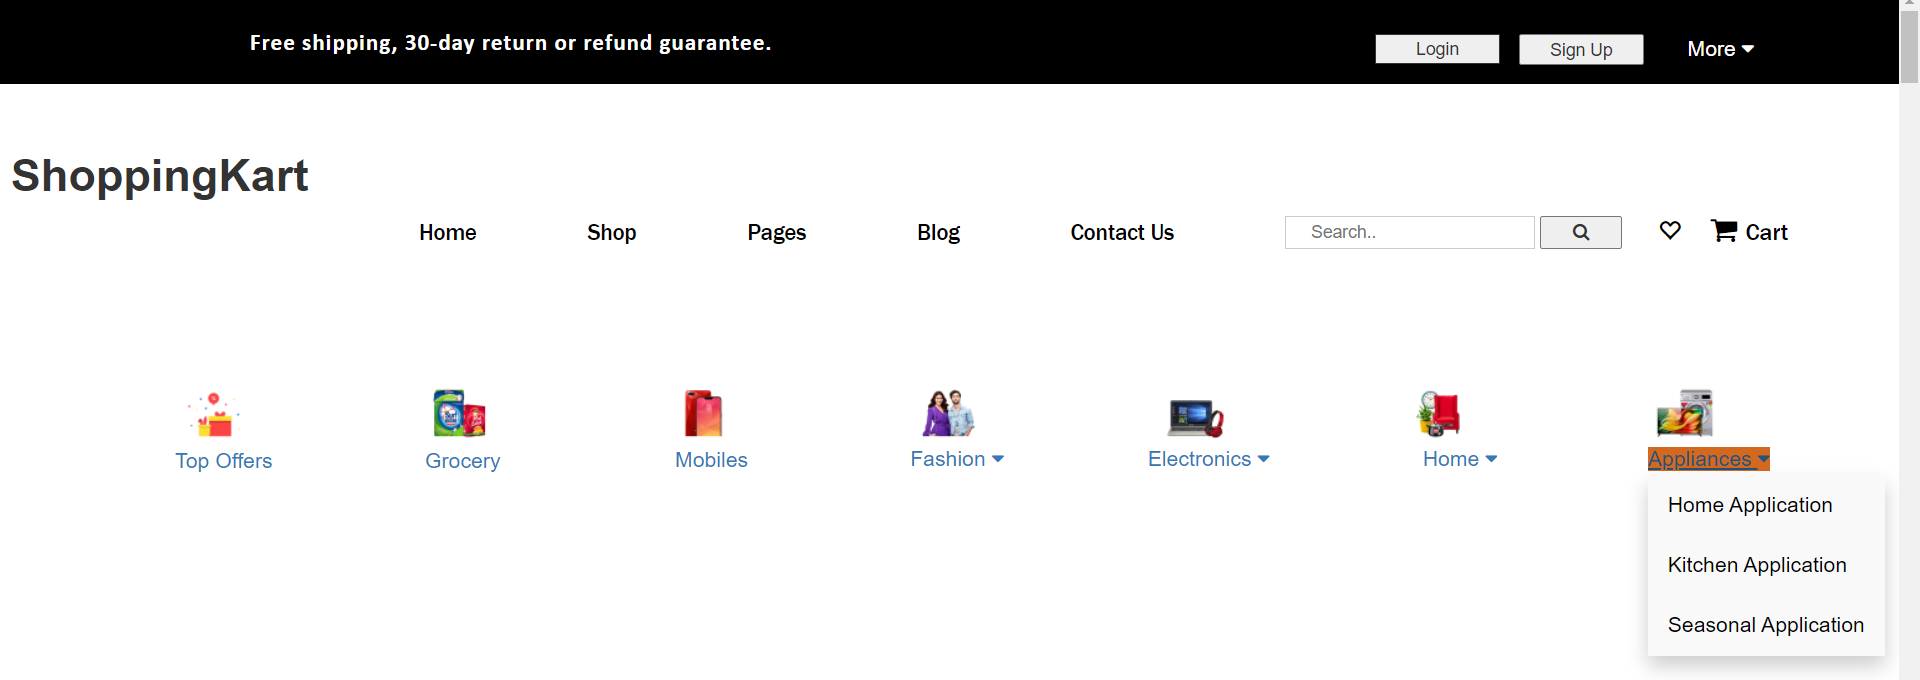 Free shipping, 30-day return or refund guarantee.
Login
Sign Up
More
ShoppingKart
Home
Shop
Pages
Blog
Contact Us
Search..
Cart
Top Offers
Grocery
Mobiles
Fashion
Electronics
Home
Appliances
Home Application
Kitchen Application
Seasonal Application